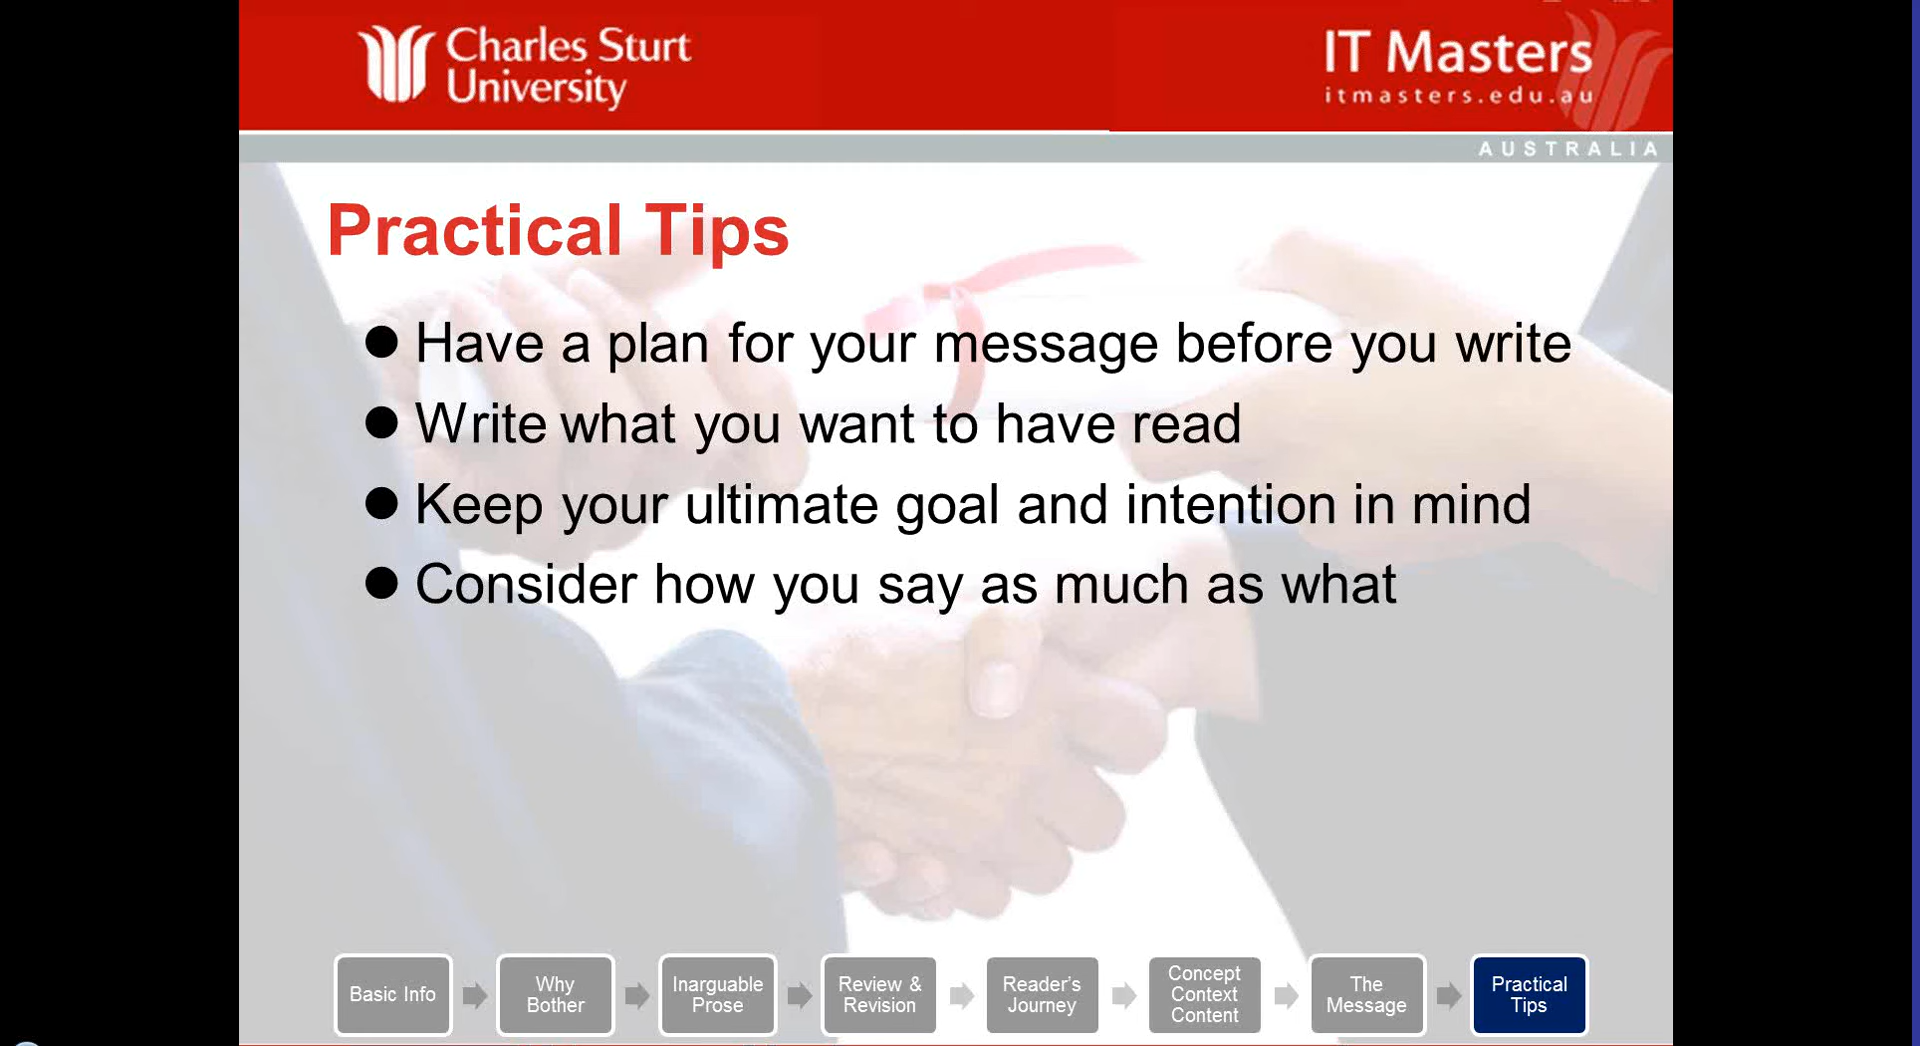 Charles Sturt
University
IT Masters
itmasters.edu.au
AUSTRALIA
Practical Tips
● Have a plan for your message before you write
● Write what you want to have read
● Keep your ultimate goal and intention in mind
● Consider how you say as much as what
Basic Info
Why
Bother
Inarguable
Prose
Review &
Revision
Reader's
Journey
Concept
Context
Content
The
Message
Practical
Tips